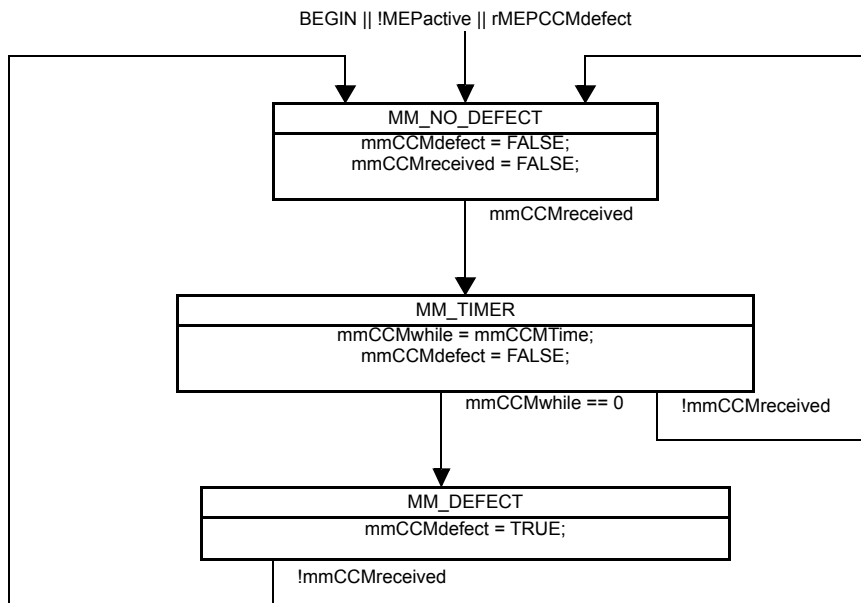 BEGIN || !MEPactive || rMEPCCMdefect
MM_NO_DEFECT
mmCCMdefect = FALSE;
mmCCMreceived = FALSE;
mmCCMreceived
MM_TIMER
mmCCMwhile = mmCCMTime;
mmCCMdefect = FALSE;
mmCCMwhile == 0
!mmCCMreceived
MM_DEFECT
mmCCMdefect = TRUE;
!mmCCMreceived